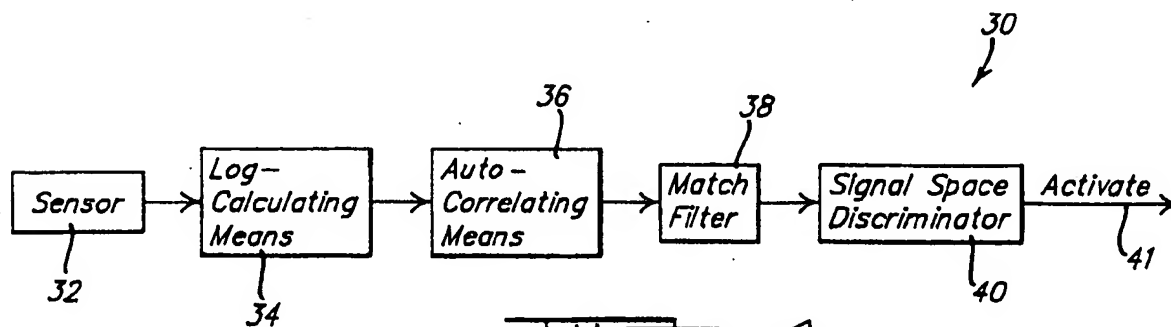 30
36
38
Sensor
Log-
Calculating
Means
Auto-
Correlating
Means
Match
Filter
Signal Space
Discriminator
Activate
32
34
40
41